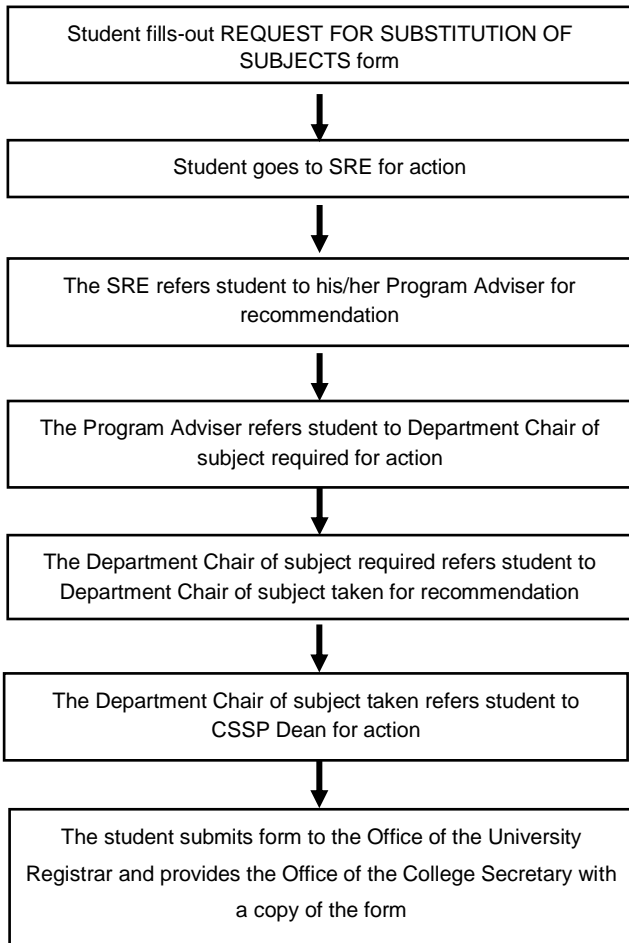 Student fills-out REQUEST FOR SUBSTITUTION OF
SUBJECTS form
Student goes to SRE for action
The SRE refers student to his/her Program Adviser for
recommendation
The Program Adviser refers student to Department Chair of
subject required for action
The Department Chair of subject required refers student to
Department Chair of subject taken for recommendation
The Department Chair of subject taken refers student to
CSSP Dean for action
The student submits form to the Office of the University
Registrar and provides the Office of the College Secretary with
a copy of the form